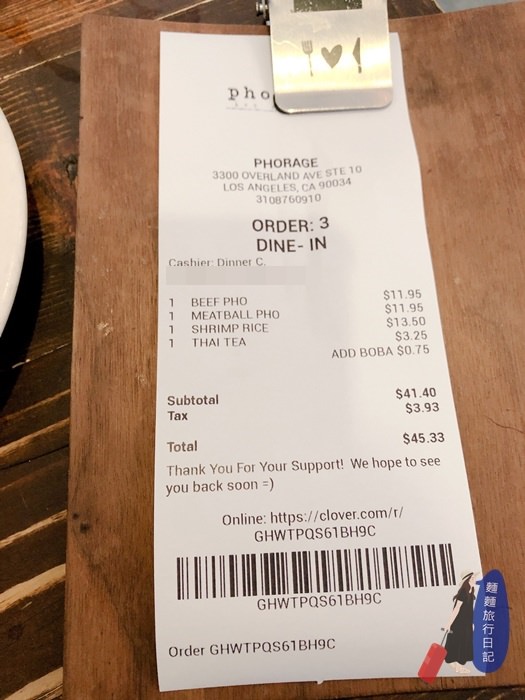 pho
PHORAGE
3300 OVERLAND AVE STE 10
LOS ANGELES, CA 90034
3108760910
ORDER: 3
DINE- IN
Cashier: Dinner C.
1 BEEF PHO $11.95
1 MEATBALL PHO $11.95
1 SHRIMP RICE $13.50
1 THAI TEA $3.25
ADD BOBA $0.75
Subtotal $41.40
Tax $3.93
Total $45.33
Thank You For Your Support! We hope to see
you back soon =)
Online: https://clover.com/r/
GHWTPQS61BH9C
GHWTPQS61BH9C
Order GHWTPQS61BH9C
麵麵旅行日記